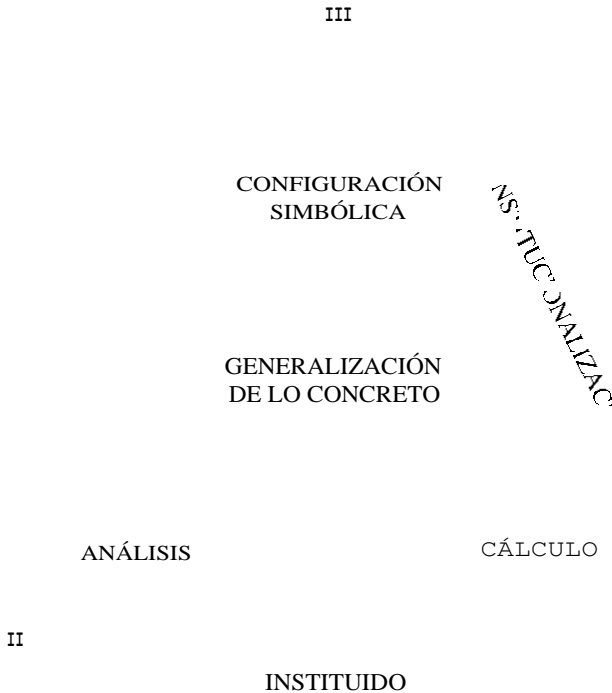 III
CONFIGURACIÓN
SIMBÓLICA
GENERALIZACIÓN
DE LO CONCRETO
ANÁLISIS
CÁLCULO
II
INSTITUIDO